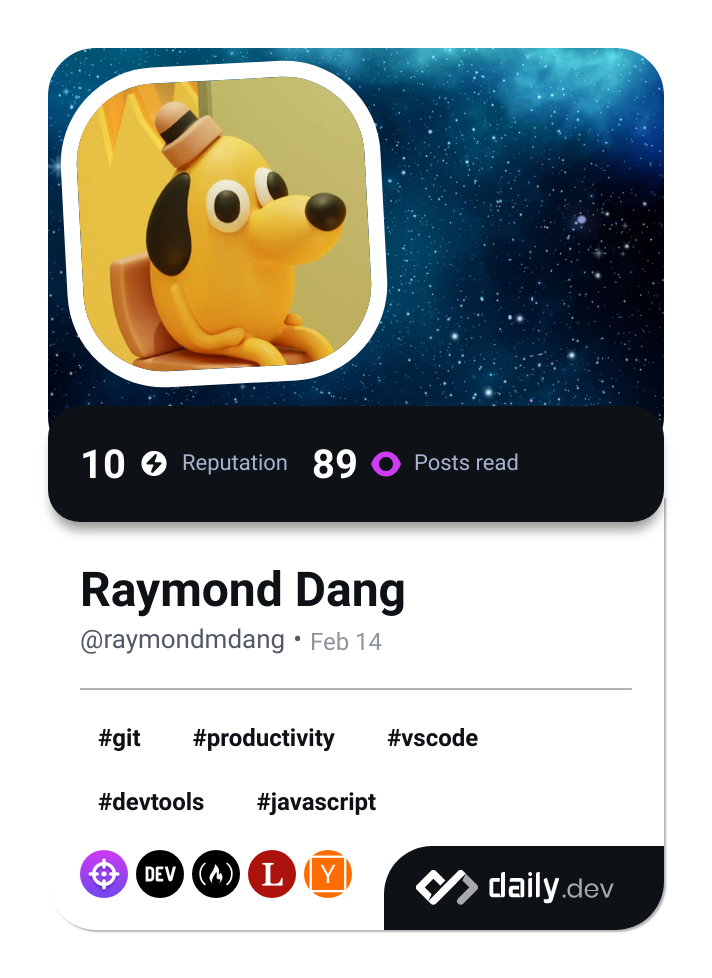 10 Reputation 89 Posts read
Raymond Dang
@raymondmdang • Feb 14
#git #productivity #vscode
#devtools #javascript
DEV L Y
daily.dev